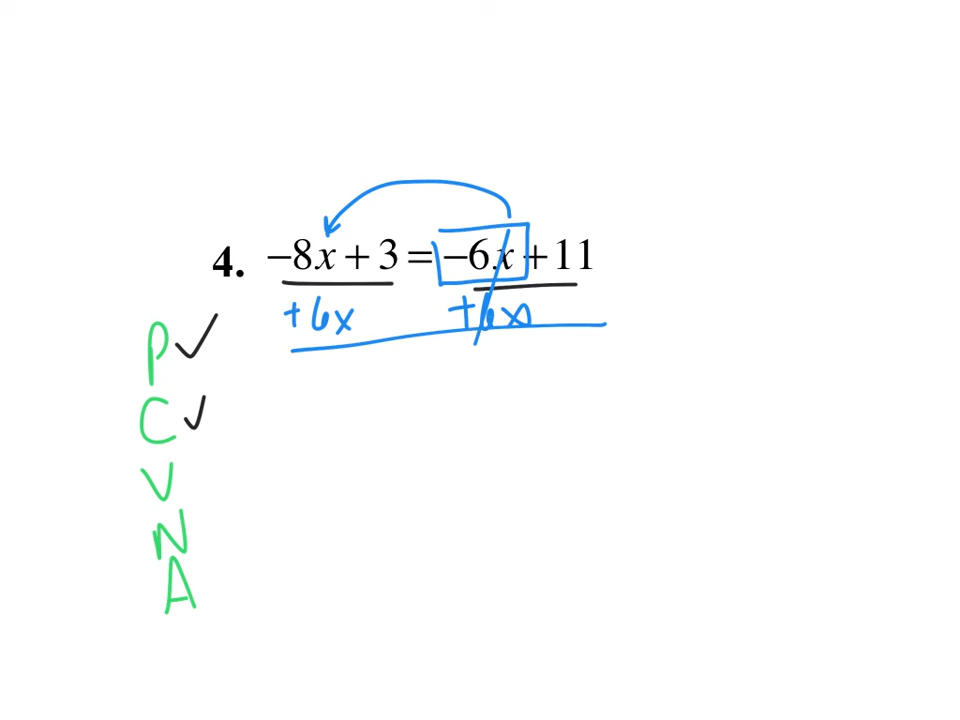 4. −8x + 3 = −6x + 11
+6x +6x
P ✓
C ✓
V
N
A